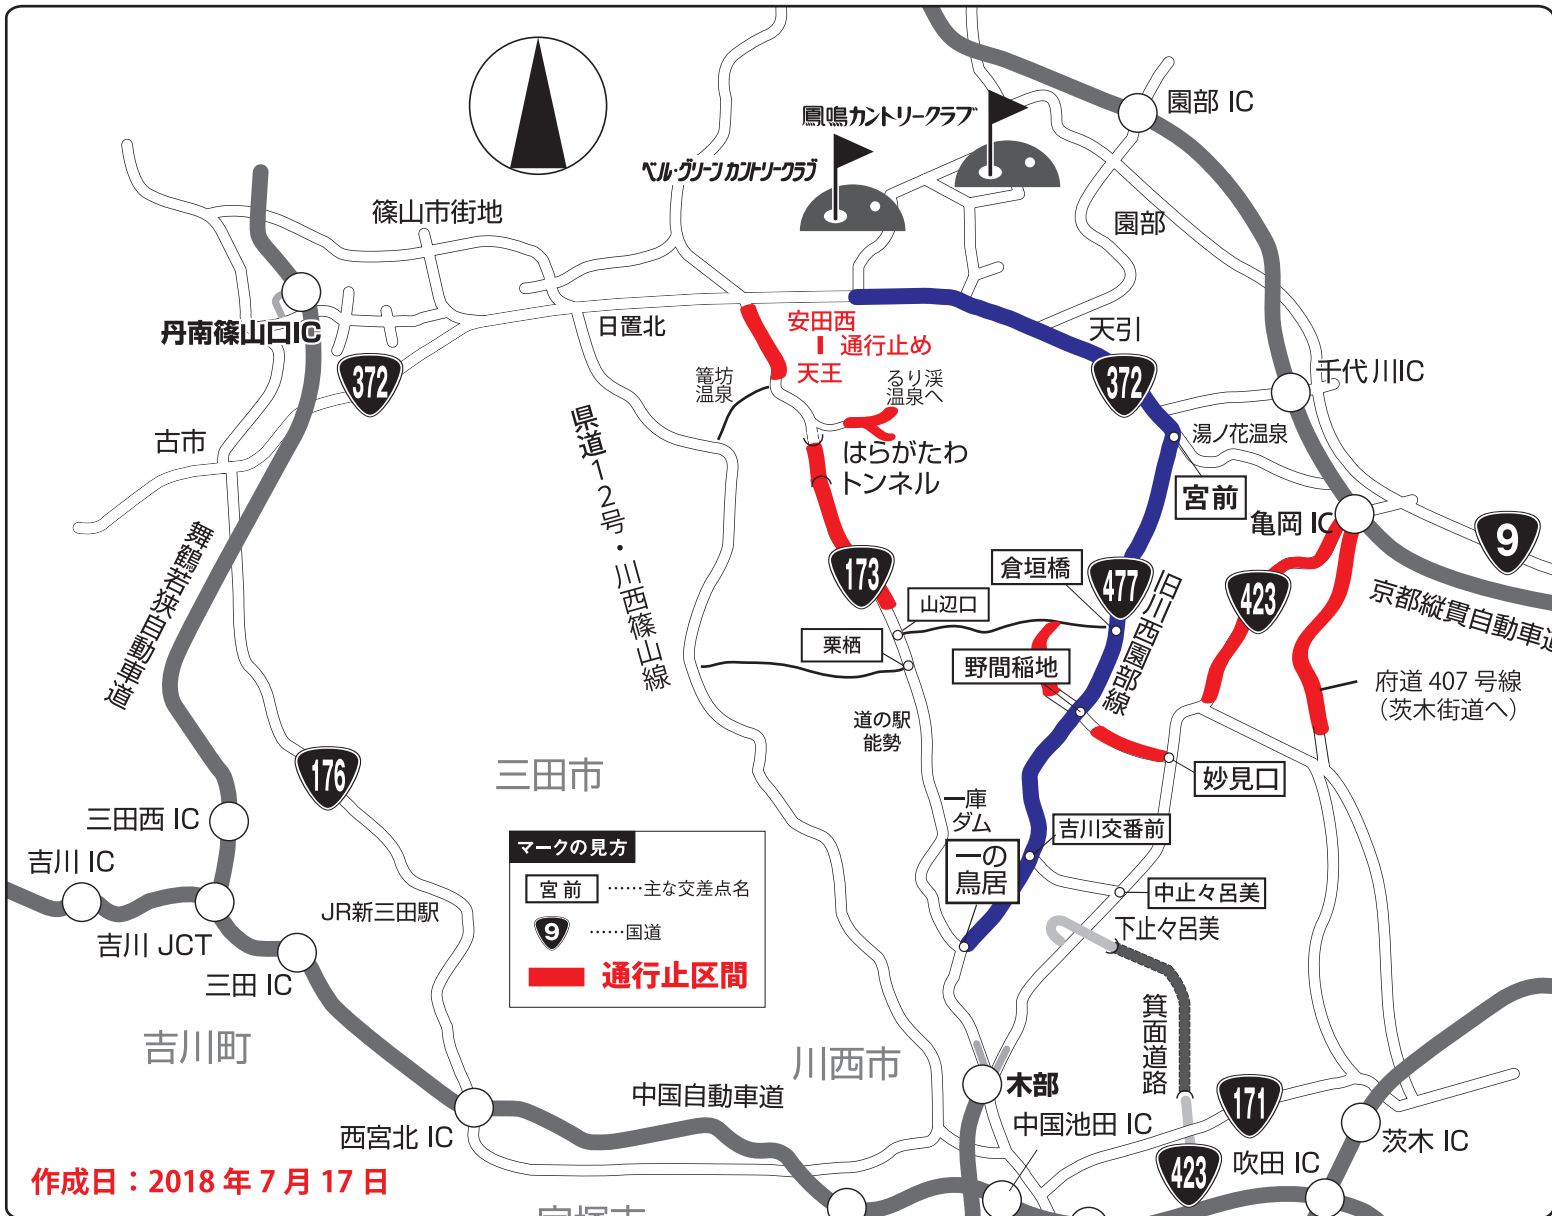 園部 IC
鳳鳴カントリークラブ
ベル・グリーンカントリークラブ
篠山市街地
園部
丹南篠山口IC
日置北
安田西
通行止め
天王
天引
372
372
篭坊
温泉
るり渓
温泉へ
千代川IC
古市
県道12号・川西篠山線
はらがたわ
トンネル
湯ノ花温泉
宮前
亀岡 IC
9
舞鶴若狭自動車道
173
倉垣橋
477
旧川西園部線
423
京都縦貫自動車道
山辺口
栗栖
野間稲地
府道 407 号線
（茨木街道へ）
道の駅
能勢
176
三田市
妙見口
三田西 IC
一庫
ダム
吉川交番前
マークの見方
宮前
……主な交差点名
9
……国道
通行止区間
吉川 IC
一の
鳥居
中止々呂美
JR新三田駅
下止々呂美
吉川 JCT
三田 IC
箕面道路
吉川町
川西市
木部
中国自動車道
171
中国池田 IC
西宮北 IC
茨木 IC
423
吹田 IC
作成日：2018 年 7 月 17 日